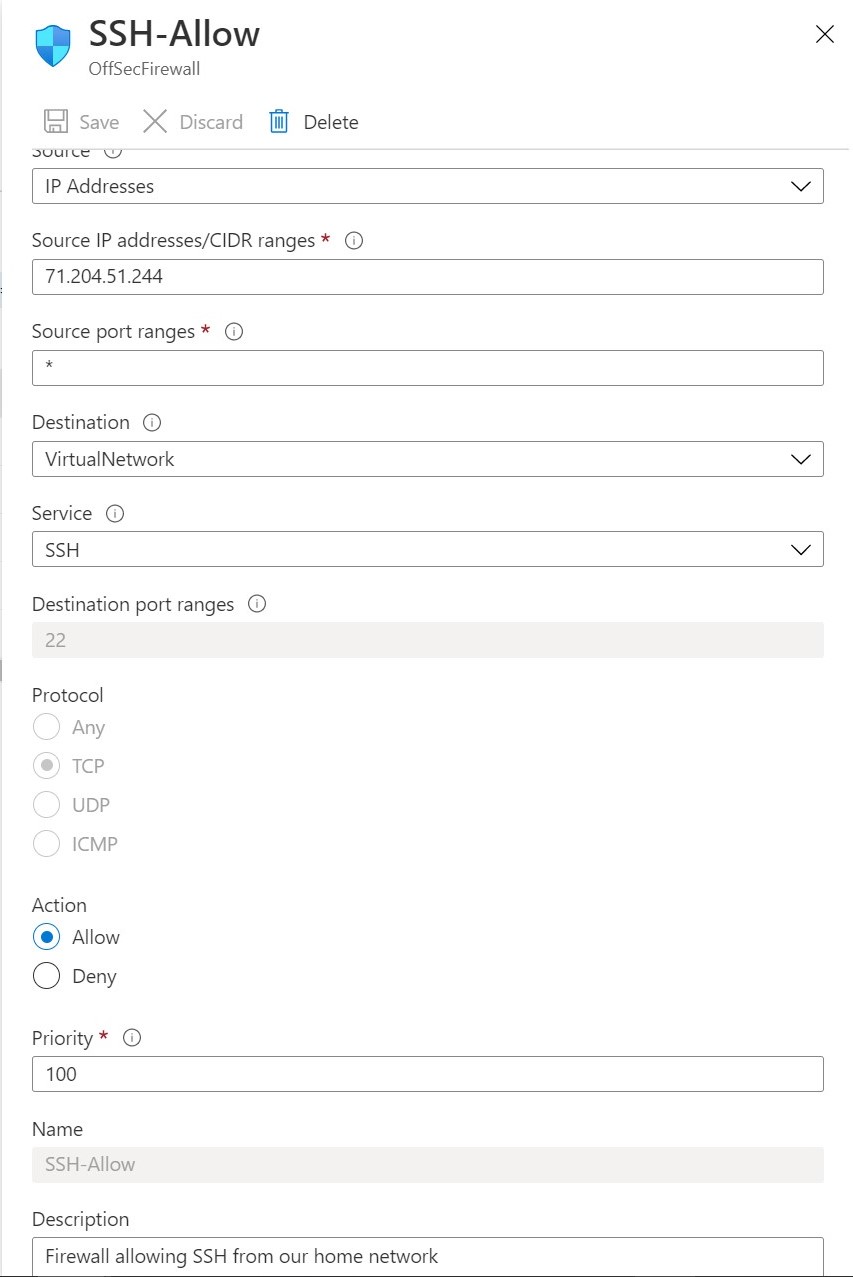 SSH-Allow
OffSecFirewall
Save Discard Delete
Source
IP Addresses
Source IP addresses/CIDR ranges *
71.204.51.244
Source port ranges *
*
Destination
VirtualNetwork
Service
SSH
Destination port ranges
22
Protocol
Any
TCP
UDP
ICMP
Action
Allow
Deny
Priority *
100
Name
SSH-Allow
Description
Firewall allowing SSH from our home network